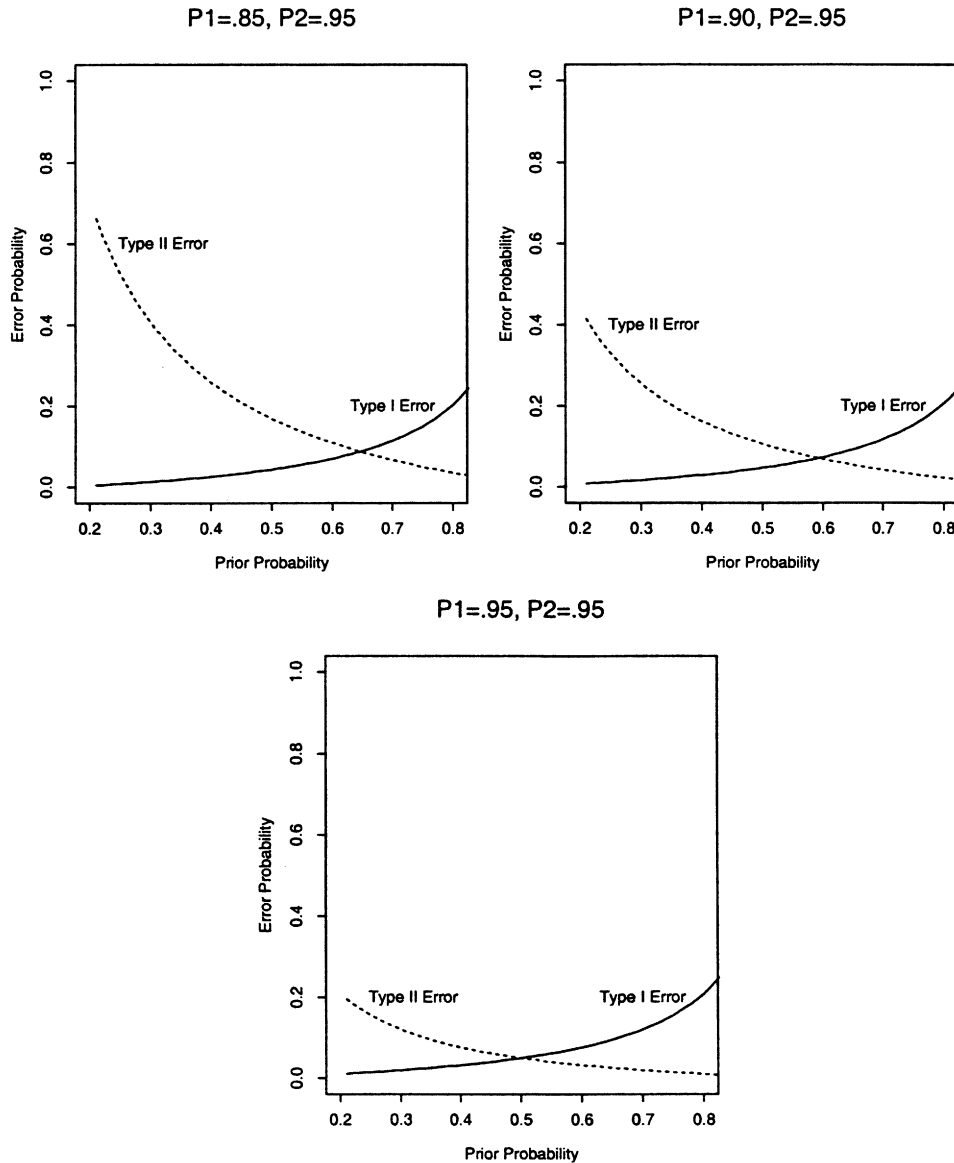 P1=.85, P2=.95
Error Probability
1.0
0.8
0.6
0.4
0.2
0.0
Type II Error
Type I Error
0.2 0.3 0.4 0.5 0.6 0.7 0.8
Prior Probability
P1=.90, P2=.95
Error Probability
1.0
0.8
0.6
0.4
0.2
0.0
Type II Error
Type I Error
0.2 0.3 0.4 0.5 0.6 0.7 0.8
Prior Probability
P1=.95, P2=.95
Error Probability
1.0
0.8
0.6
0.4
0.2
0.0
Type II Error
Type I Error
0.2 0.3 0.4 0.5 0.6 0.7 0.8
Prior Probability